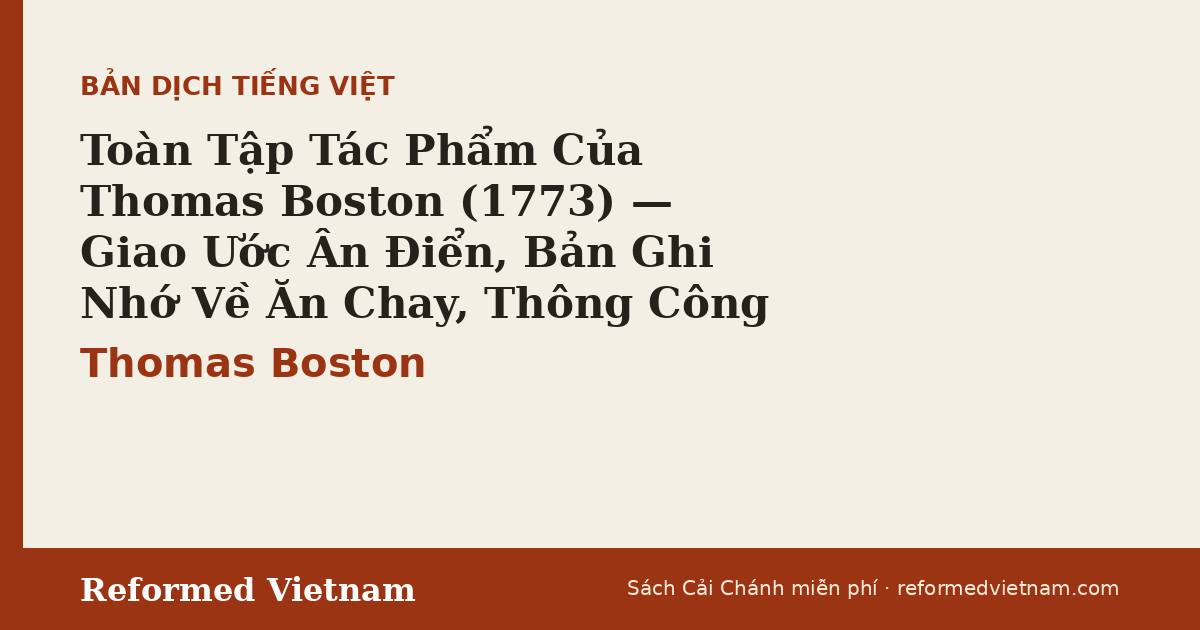 BẢN DỊCH TIẾNG VIỆT
Toàn Tập Tác Phẩm Của
Thomas Boston (1773) —
Giao Ước Ân Điển, Bản Ghi
Nhớ Về Ăn Chay, Thông Công
Thomas Boston
Reformed Vietnam
Sách Cải Chánh miễn phí · reformedvietnam.com